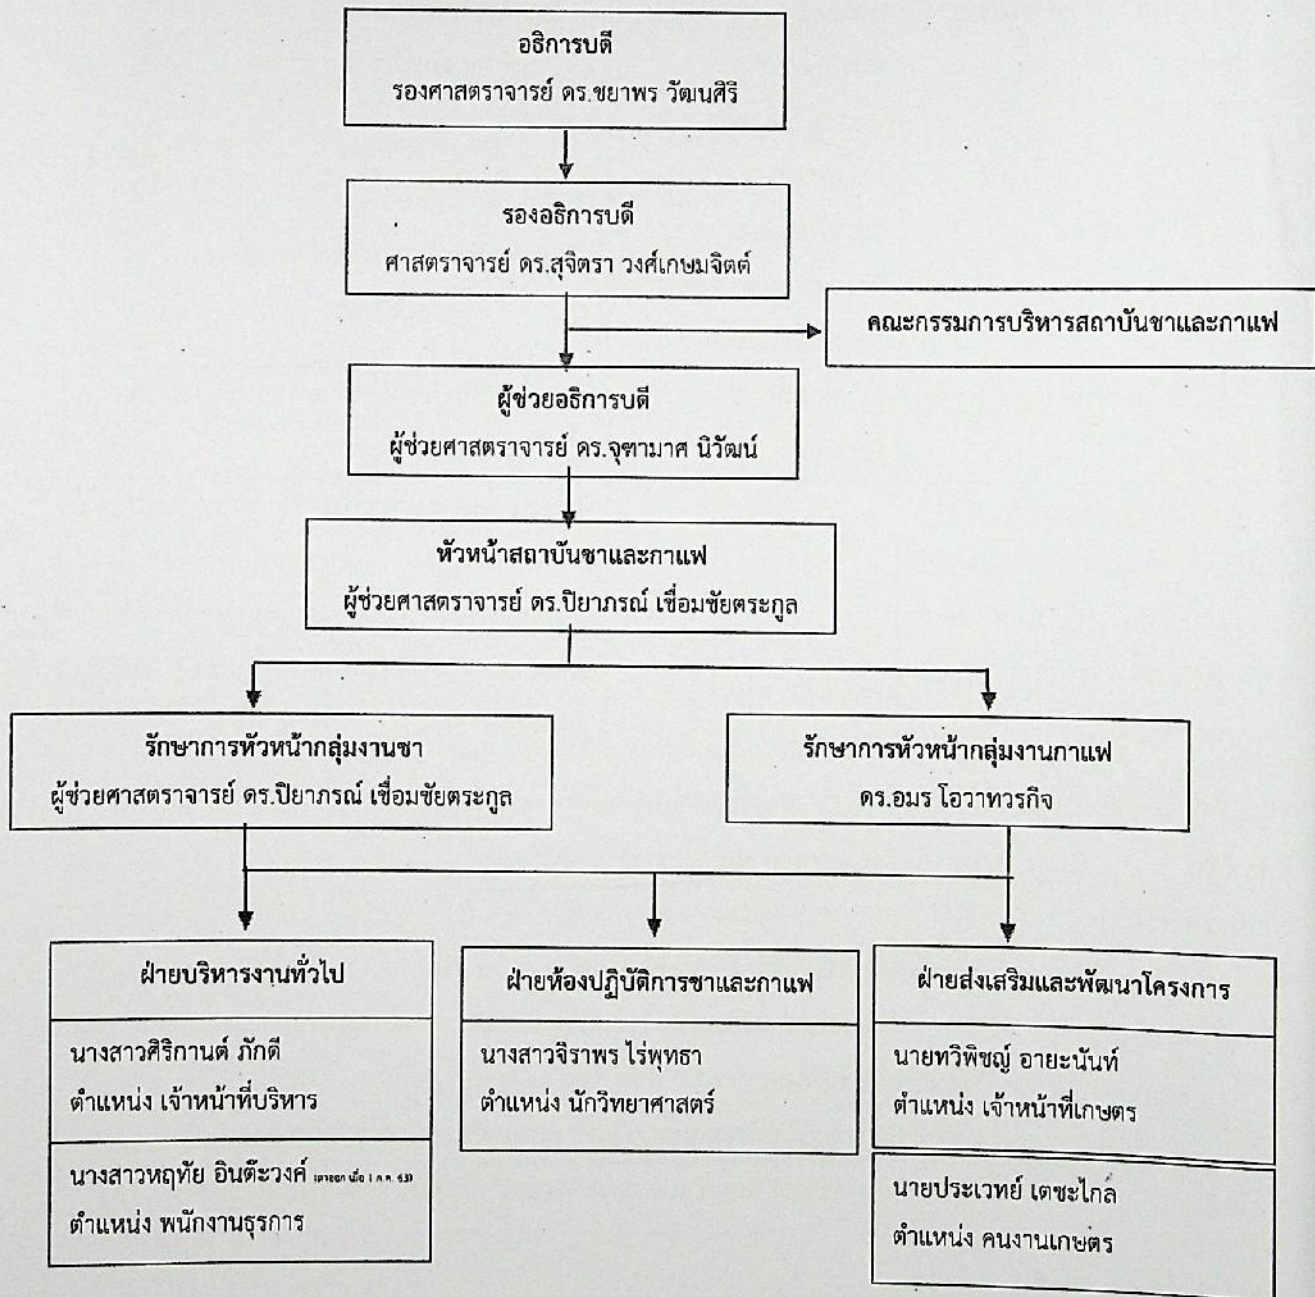 อธิการบดี
รองศาสตราจารย์ ดร.ชยาพร วัฒนศิริ
รองอธิการบดี
ศาสตราจารย์ ดร.สุจิตรา วงศ์เกษมจิตต์
คณะกรรมการบริหารสถาบันชาและกาแฟ
ผู้ช่วยอธิการบดี
ผู้ช่วยศาสตราจารย์ ดร.จุฑามาศ นิวัฒน์
หัวหน้าสถาบันชาและกาแฟ
ผู้ช่วยศาสตราจารย์ ดร.ปิยาภรณ์ เชื่อมชัยตระกูล
รักษาการหัวหน้ากลุ่มงานชา
ผู้ช่วยศาสตราจารย์ ดร.ปิยาภรณ์ เชื่อมชัยตระกูล
รักษาการหัวหน้ากลุ่มงานกาแฟ
ดร.อมร โอวาทวรกิจ
ฝ่ายบริหารงานทั่วไป
นางสาวศิริกานต์ ภักดี
ตำแหน่ง เจ้าหน้าที่บริหาร
นางสาวหฤทัย อินต๊ะวงค์
ตำแหน่ง พนักงานธุรการ
ฝ่ายห้องปฏิบัติการชาและกาแฟ
นางสาวจิราพร ไร่พุทธา
ตำแหน่ง นักวิทยาศาสตร์
ฝ่ายส่งเสริมและพัฒนาโครงการ
นายทวิพิชญ์ อายะนันท์
ตำแหน่ง เจ้าหน้าที่เกษตร
นายประเวทย์ เตชะไกล
ตำแหน่ง คนงานเกษตร